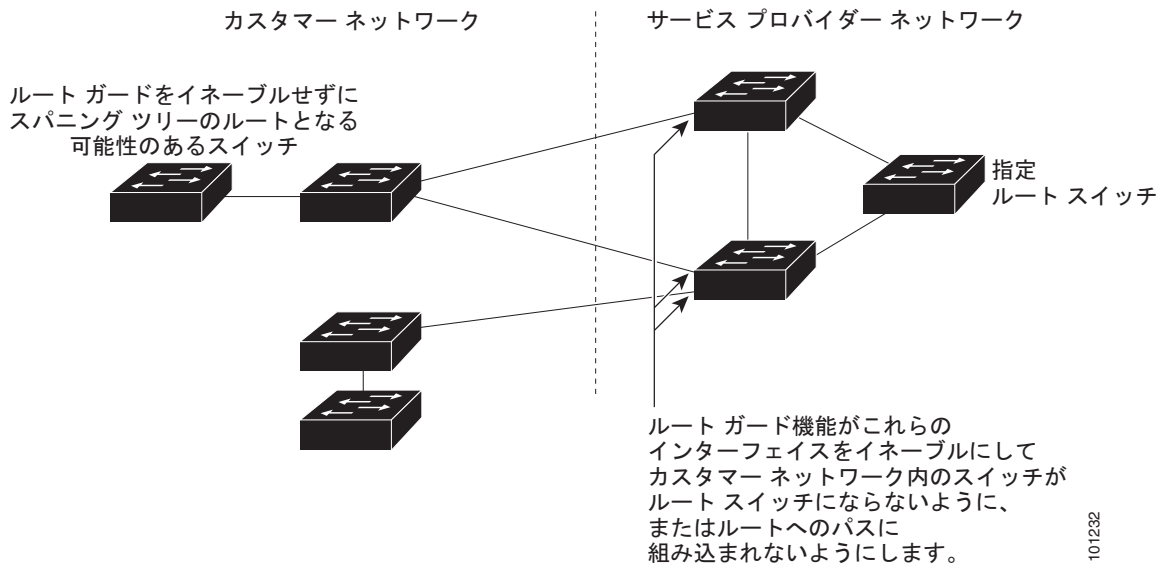 カスタマー ネットワーク
サービス プロバイダー ネットワーク
ルート ガードをイネーブルせずに
スパニング ツリーのルートとなる
可能性のあるスイッチ
指定
ルート スイッチ
ルート ガード機能がこれらの
インターフェイスをイネーブルにして
カスタマー ネットワーク内のスイッチが
ルート スイッチにならないように、
またはルートへのパスに
組み込まれないようにします。
101232